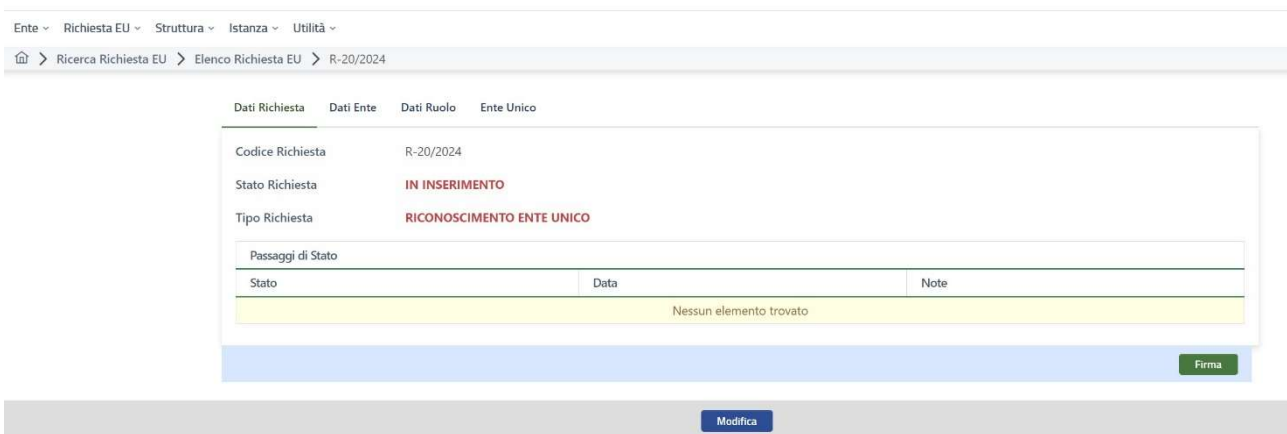 Ente Richiesta EU Struttura Istanza Utilità
Ricerca Richiesta EU Elenco Richiesta EU R-20/2024
Dati Richiesta Dati Ente Dati Ruolo Ente Unico
Codice Richiesta R-20/2024
Stato Richiesta IN INSERIMENTO
Tipo Richiesta RICONOSCIMENTO ENTE UNICO
Passaggi di Stato
Stato Data Note
Nessun elemento trovato
Firma
Modifica